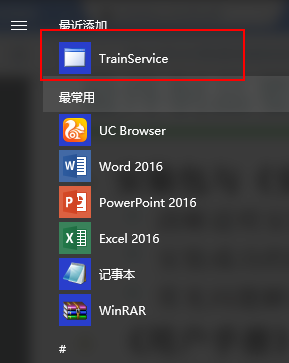 最近添加
TrainService
最常用
UC Browser
Word 2016
PowerPoint 2016
Excel 2016
记事本
WinRAR
#